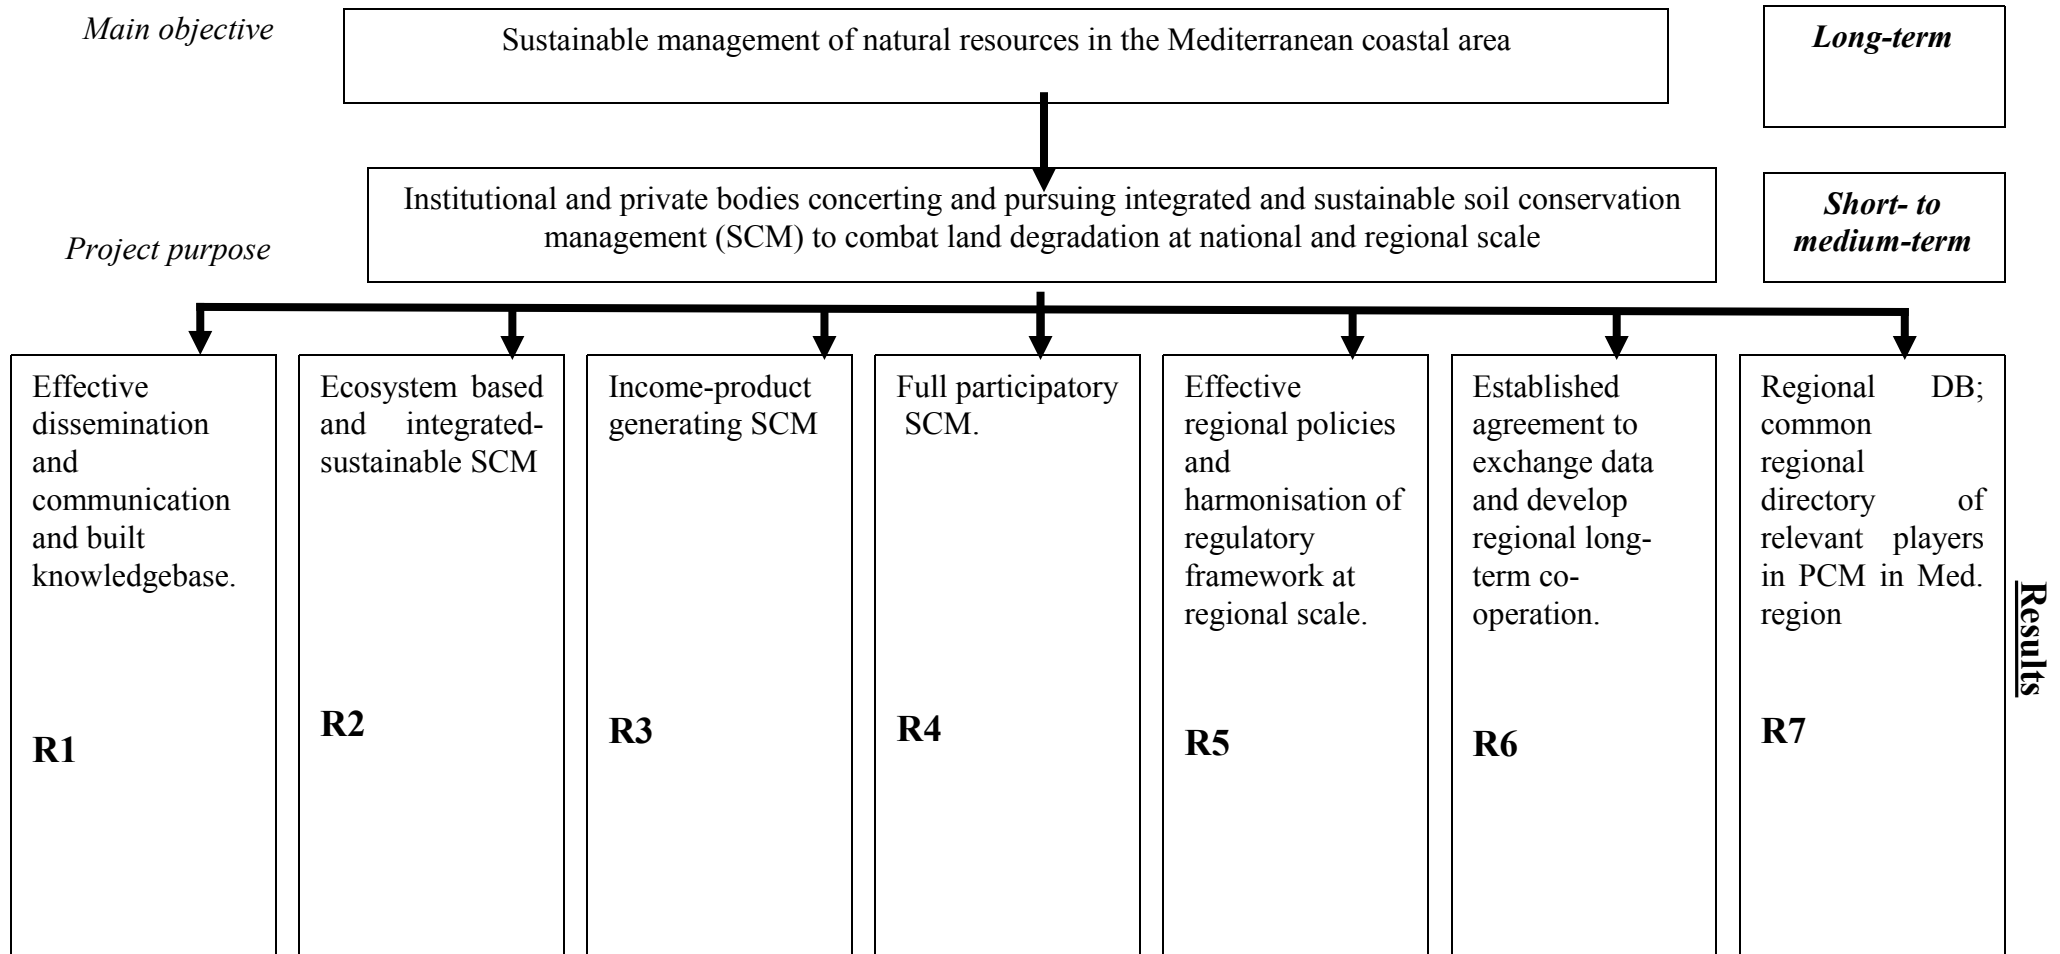 Main objective
Sustainable management of natural resources in the Mediterranean coastal area
Long-term
Project purpose
Institutional and private bodies concerting and pursuing integrated and sustainable soil conservation
management (SCM) to combat land degradation at national and regional scale
Short- to
medium-term
Effective
dissemination
and
communication
and built
knowledgebase.
R1
Ecosystem based
and integrated-
sustainable SCM
R2
Income-product
generating SCM
R3
Full participatory
SCM.
R4
Effective
regional policies
and
harmonisation of
regulatory
framework at
regional scale.
R5
Established
agreement to
exchange data
and develop
regional long-
term co-
operation.
R6
Regional DB;
common
regional
directory of
relevant players
in PCM in Med.
region
R7
Results